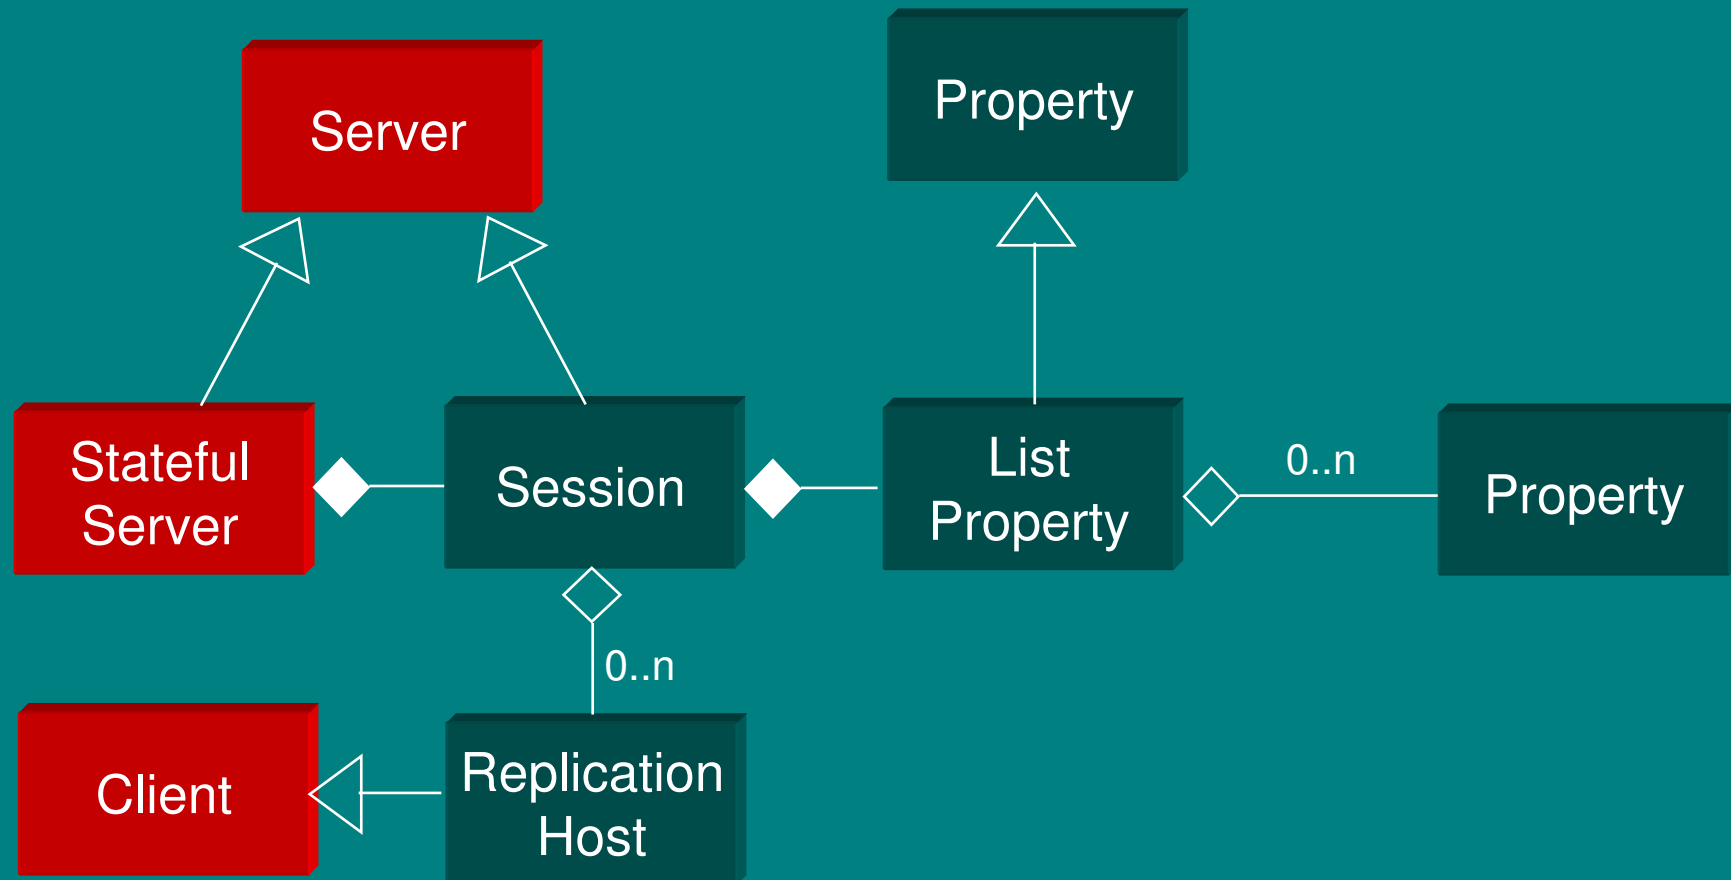 Server
Property
Stateful
Server
Session
List
Property
0..n
Property
0..n
Client
Replication
Host